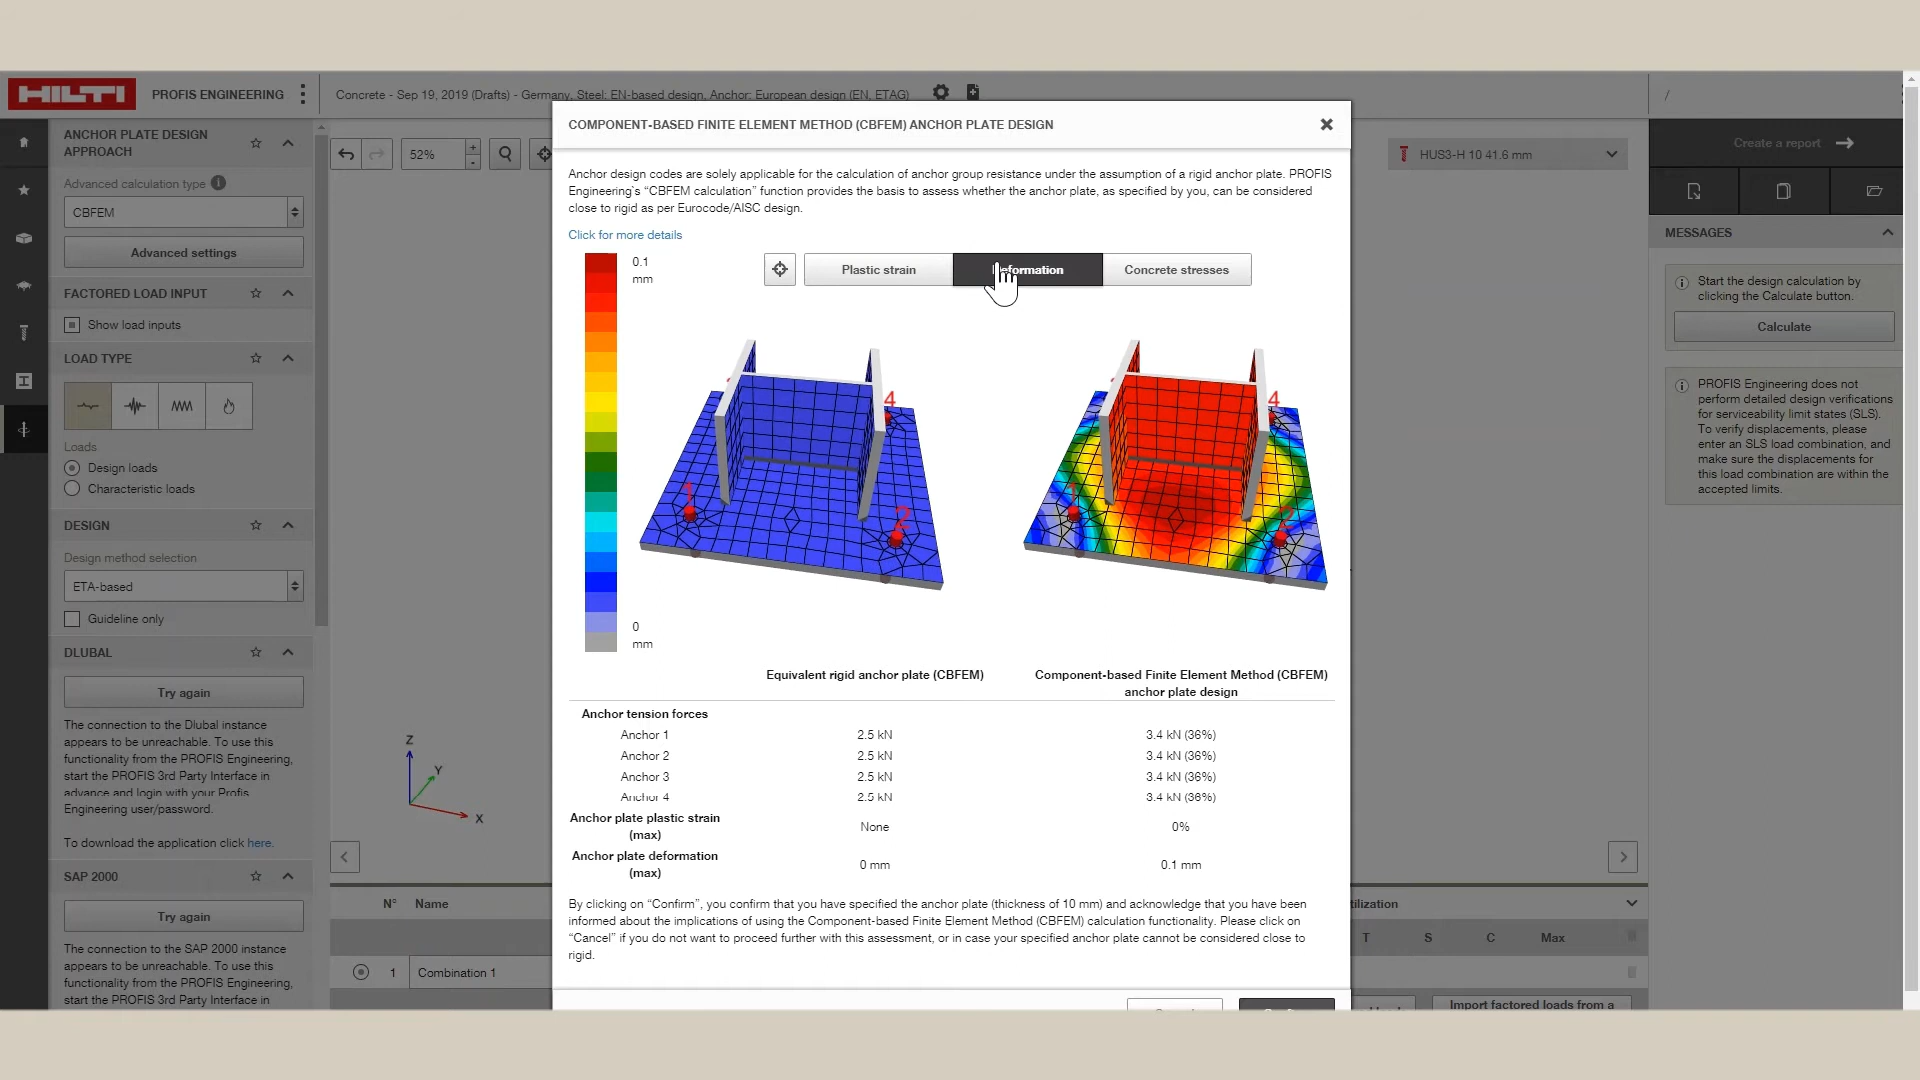 HILTI
PROFIS ENGINEERING
Concrete - Sep 19, 2019 (Drafts) - Germany, Steel: EN-based design, Anchor: European design (EN, ETAG)
/
ANCHOR PLATE DESIGN
APPROACH
Advanced calculation type
CBFEM
Advanced settings
FACTORED LOAD INPUT
Show load inputs
LOAD TYPE
Loads
Design loads
Characteristic loads
DESIGN
Design method selection
ETA-based
Guideline only
DLUBAL
Try again
The connection to the Dlubal instance
appears to be unreachable. To use this
functionality from the PROFIS Engineering,
start the PROFIS 3rd Party Interface in
advance and login with your Profis
Engineering user/password.
To download the application click here.
SAP 2000
Try again
The connection to the SAP 2000 instance
appears to be unreachable. To use this
functionality from the PROFIS Engineering,
start the PROFIS 3rd Party Interface in
52%
Z
Y
X
COMPONENT-BASED FINITE ELEMENT METHOD (CBFEM) ANCHOR PLATE DESIGN
Anchor design codes are solely applicable for the calculation of anchor group resistance under the assumption of a rigid anchor plate. PROFIS
Engineering`s “CBFEM calculation” function provides the basis to assess whether the anchor plate, as specified by you, can be considered
close to rigid as per Eurocode/AISC design.
Click for more details
0.1
mm
Plastic strain
Deformation
Concrete stresses
4
1
2
4
1
2
0
mm
Equivalent rigid anchor plate (CBFEM)
Component-based Finite Element Method (CBFEM)
anchor plate design
Anchor tension forces
Anchor 1 2.5 kN 3.4 kN (36%)
Anchor 2 2.5 kN 3.4 kN (36%)
Anchor 3 2.5 kN 3.4 kN (36%)
Anchor 4 2.5 kN 3.4 kN (36%)
Anchor plate plastic strain
(max)
None 0%
Anchor plate deformation
(max)
0 mm 0.1 mm
By clicking on “Confirm”, you confirm that you have specified the anchor plate (thickness of 10 mm) and acknowledge that you have been
informed about the implications of using the Component-based Finite Element Method (CBFEM) calculation functionality. Please click on
“Cancel” if you do not want to proceed further with this assessment, or in case your specified anchor plate cannot be considered close to
rigid.
N° Name
tilization
T S C Max
1 Combination 1
Import factored loads from a
HUS3-H 10 41.6 mm
Create a report
MESSAGES
Start the design calculation by
clicking the Calculate button.
Calculate
PROFIS Engineering does not
perform detailed design verifications
for serviceability limit states (SLS).
To verify displacements, please
enter an SLS load combination, and
make sure the displacements for
this load combination are within the
accepted limits.